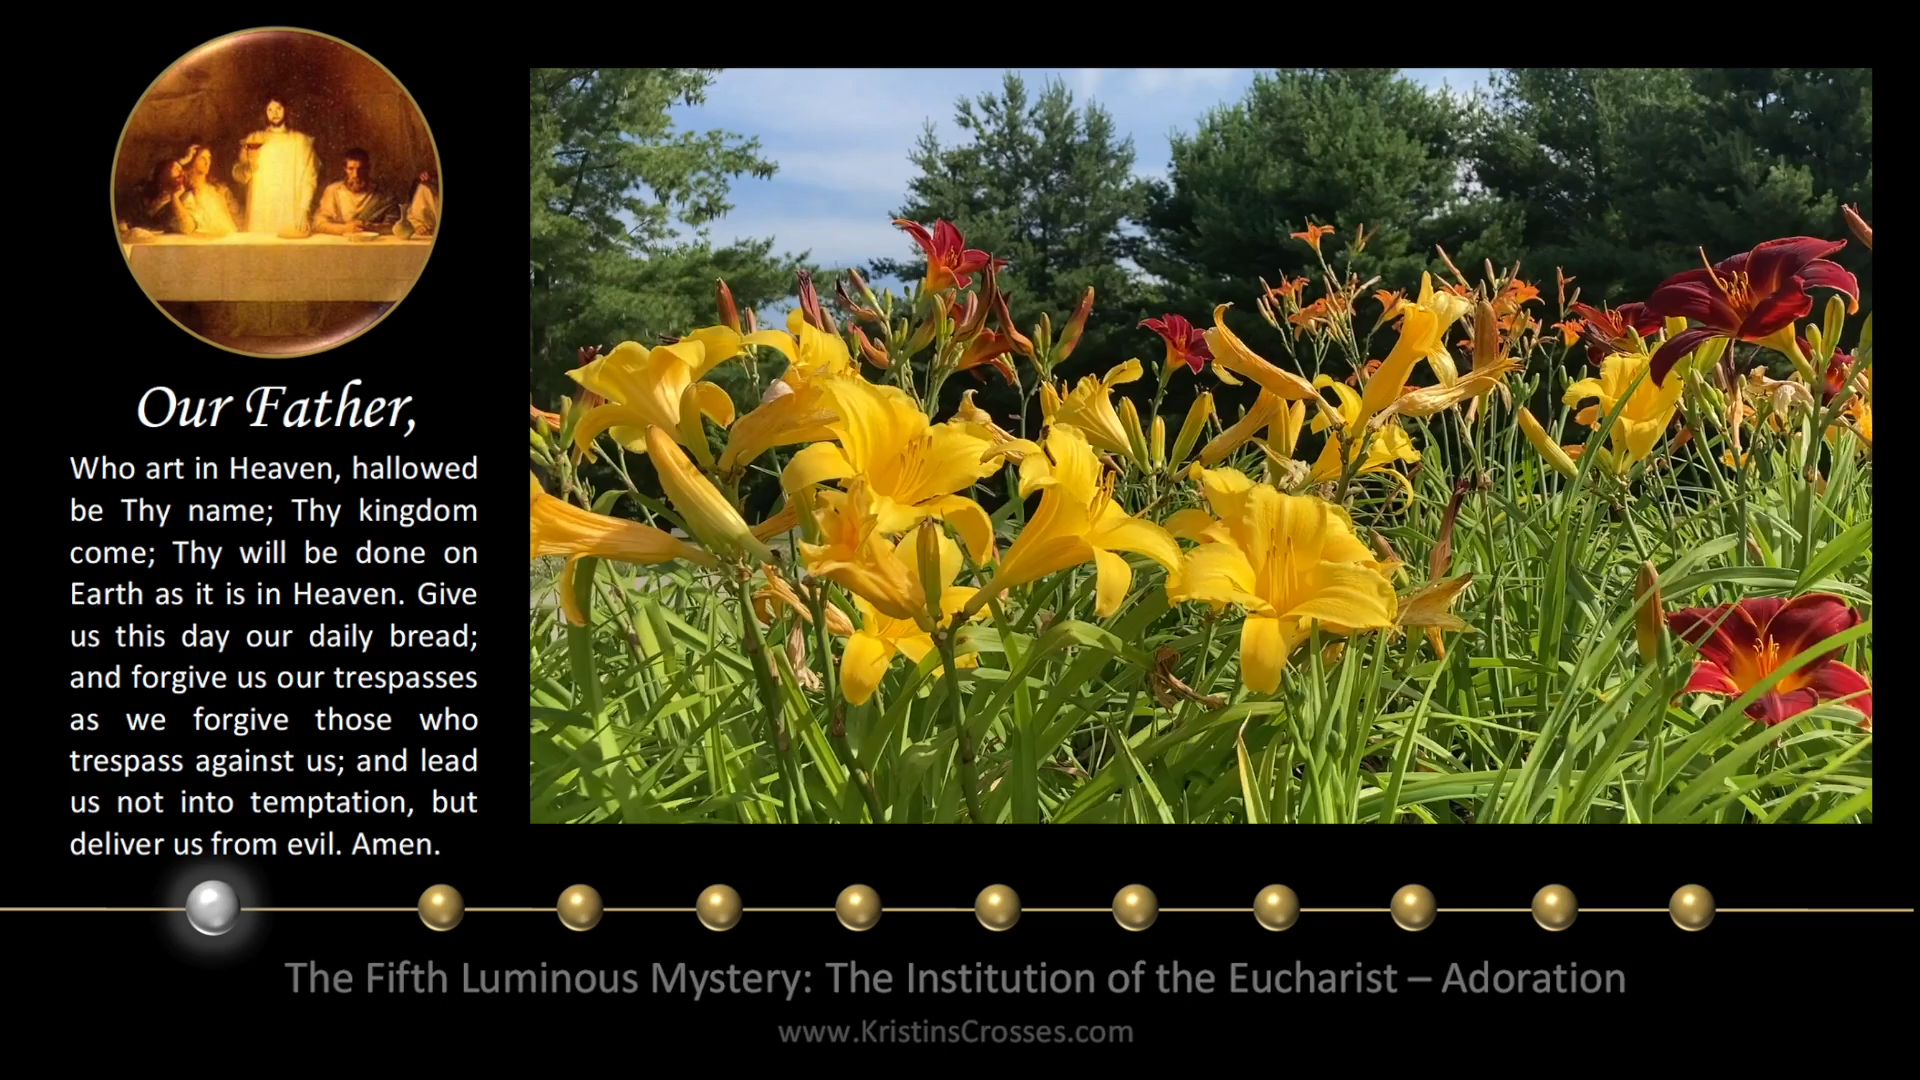 Our Father,
Who art in Heaven, hallowed
be Thy name; Thy kingdom
come; Thy will be done on
Earth as it is in Heaven. Give
us this day our daily bread;
and forgive us our trespasses
as we forgive those who
trespass against us; and lead
us not into temptation, but
deliver us from evil. Amen.
The Fifth Luminous Mystery: The Institution of the Eucharist – Adoration
www.KristinsCrosses.com